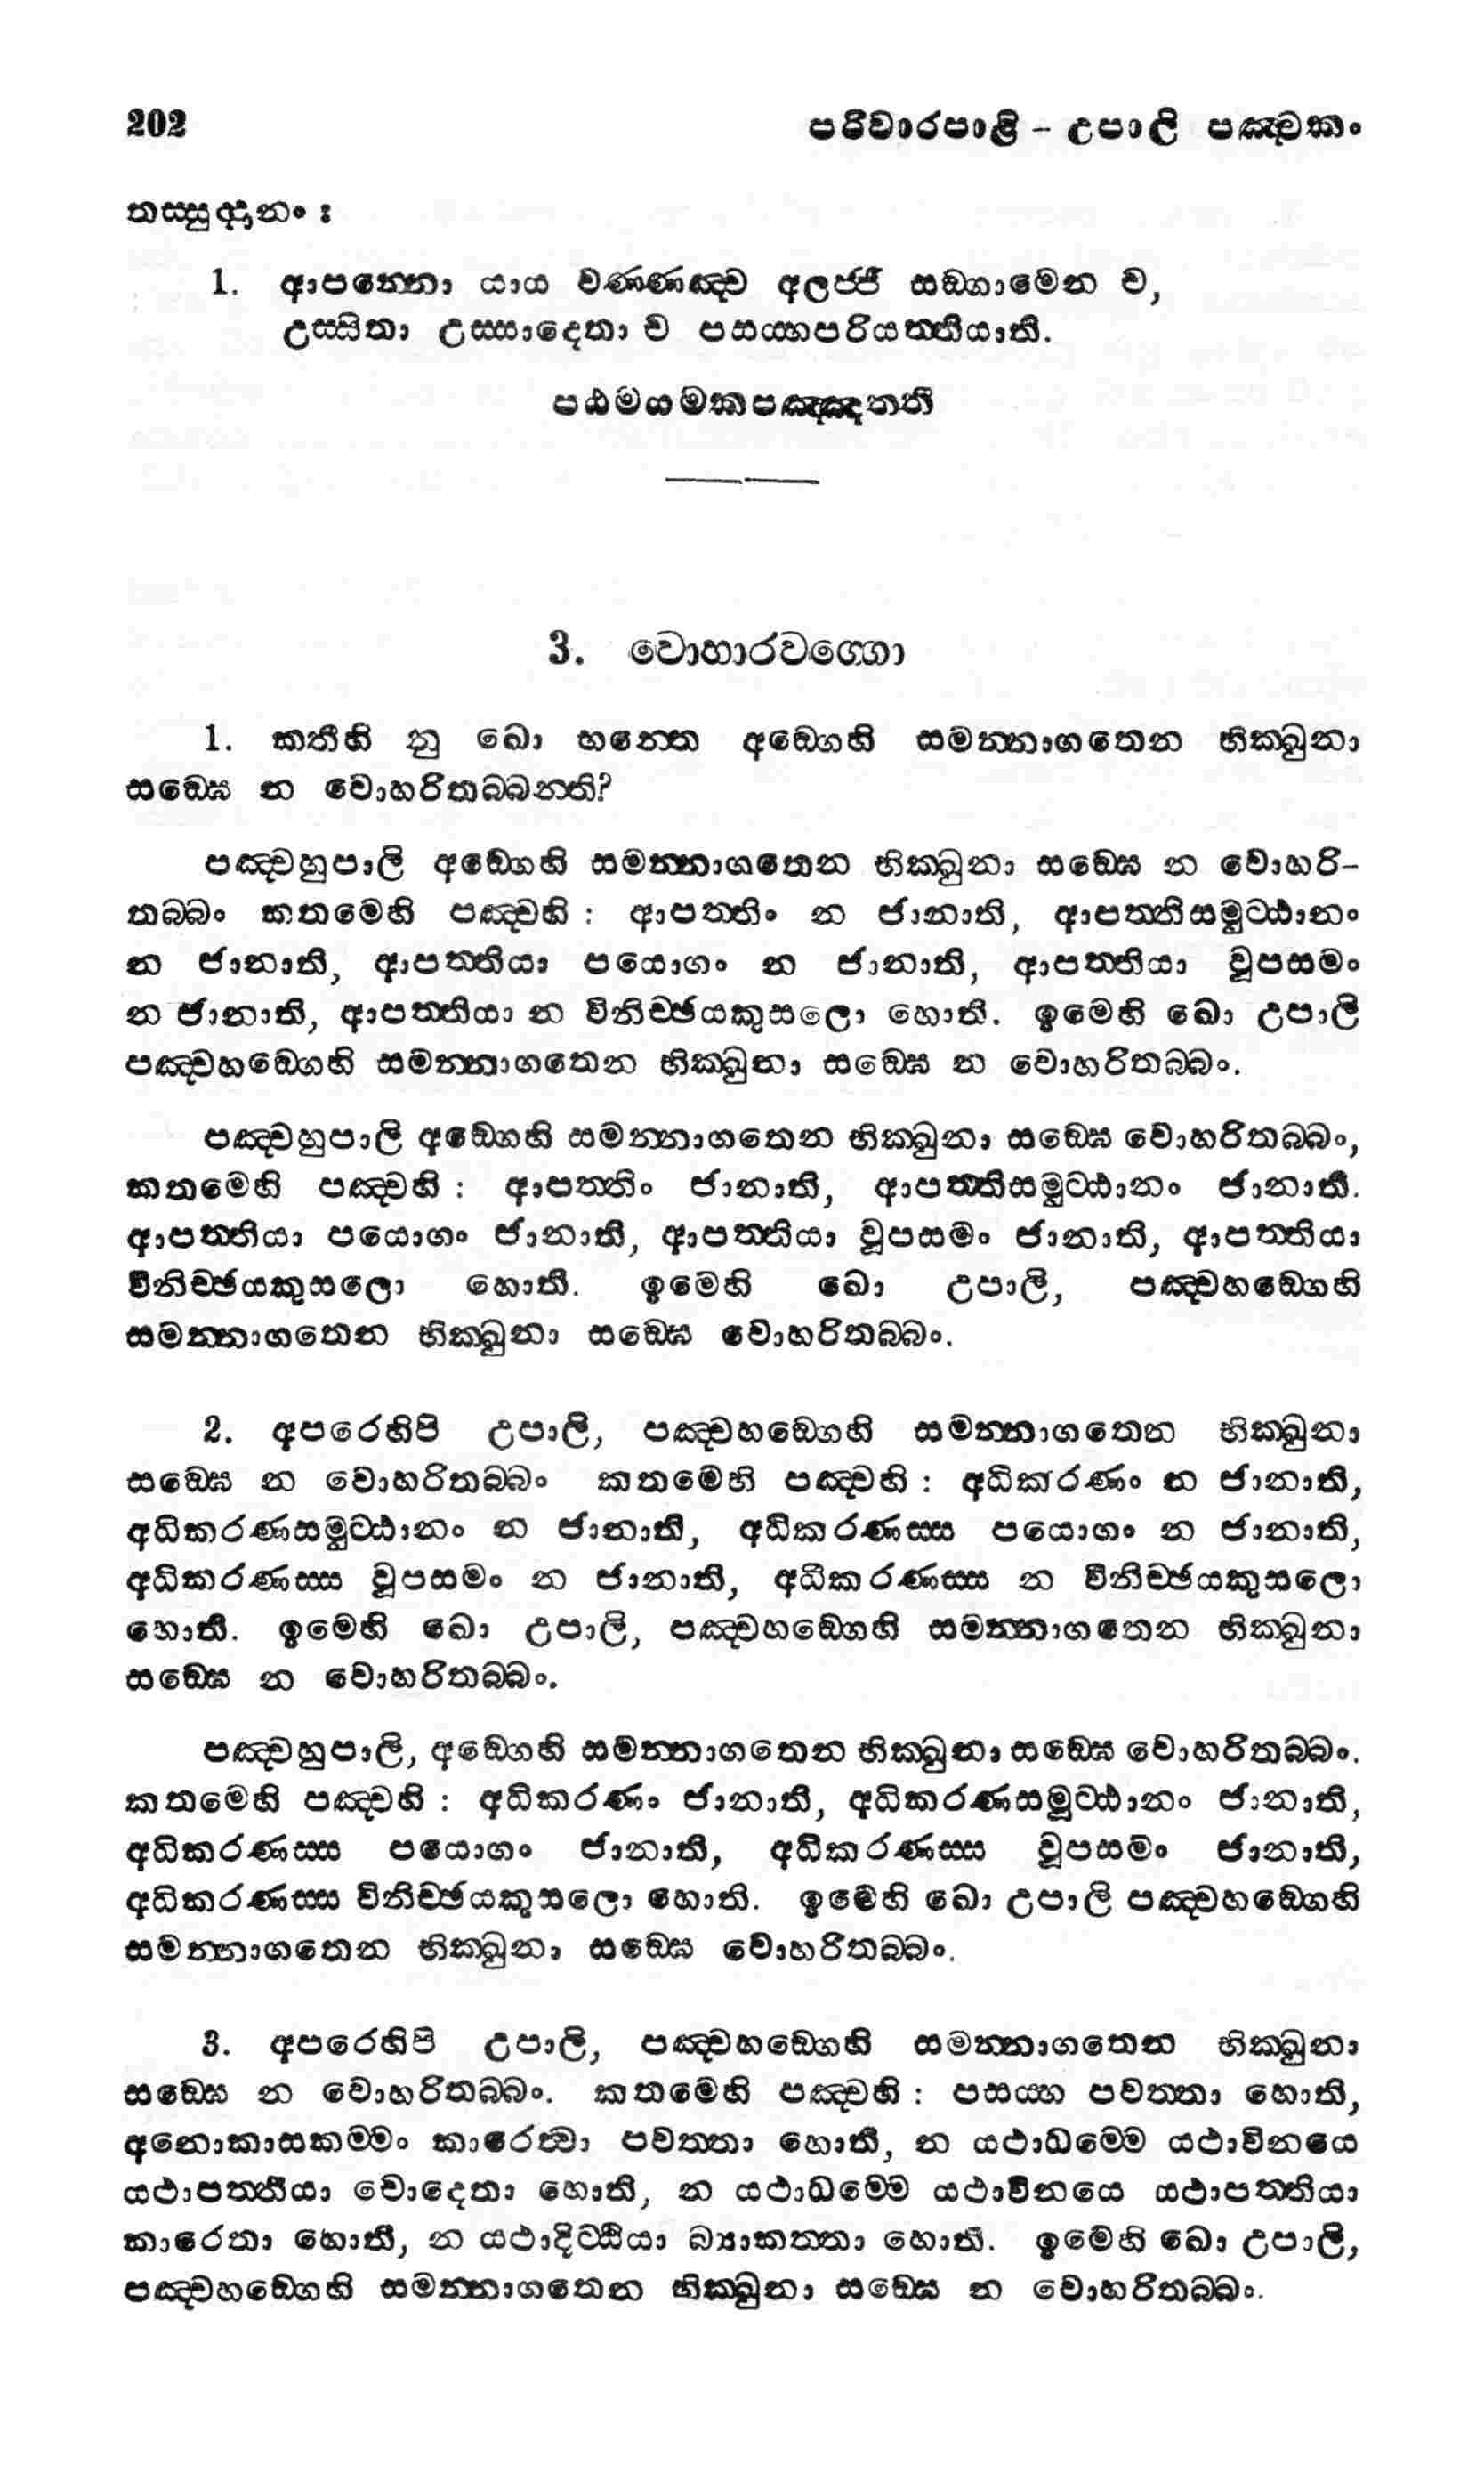 202 පරිවාරපාළි - උපාලි පඤ්චකං
තස්සුද්දානං :
1. ආපත්තො යාය වණ්ණඤ්ච අලජ්ජී සඞ්ගාමෙන ච,
උස්සිතා උස්සාදෙතා ච පසය්හපරියත්තියාති.
පඨමයමකපඤ්ඤත්ති
3. වොහාරවග්ගො
1. කතීහි නු ඛො භන්තෙ අඞ්ගෙහි සමන්නාගතෙන භික්ඛුනා
සඞ්ඝෙ න වොහරිතබ්බන්ති?
පඤ්චහුපාලි අඞ්ගෙහි සමන්නාගතෙන භික්ඛුනා සඞ්ඝෙ න වොහරි-
තබ්බං කතමෙහි පඤ්චහි : ආපත්තිං න ජානාති, ආපත්තිසමුට්ඨානං
න ජානාති, ආපත්තියා පයොගං න ජානාති, ආපත්තියා වූපසමං
න ජානාති, ආපත්තියා න විනිච්ඡයකුසලො හොති. ඉමෙහි ඛො උපාලි
පඤ්චහඞ්ගෙහි සමන්නාගතෙන භික්ඛුනා සඞ්ඝෙ න වොහරිතබ්බං.
පඤ්චහුපාලි අඞ්ගෙහි සමන්නාගතෙන භික්ඛුනා සඞ්ඝෙ වොහරිතබ්බං,
කතමෙහි පඤ්චහි : ආපත්තිං ජානාති, ආපත්තිසමුට්ඨානං ජානාති.
ආපත්තියා පයොගං ජානාති, ආපත්තියා වූපසමං ජානාති, ආපත්තියා
විනිච්ඡයකුසලො හොති. ඉමෙහි ඛො උපාලි, පඤ්චහඞ්ගෙහි
සමන්නාගතෙන භික්ඛුනා සඞ්ඝෙ වොහරිතබ්බං.
2. අපරෙහිපි උපාලි, පඤ්චහඞ්ගෙහි සමන්නාගතෙන භික්ඛුනා
සඞ්ඝෙ න වොහරිතබ්බං කතමෙහි පඤ්චහි : අධිකරණං න ජානාති,
අධිකරණසමුට්ඨානං න ජානාති, අධිකරණස්ස පයොගං න ජානාති,
අධිකරණස්ස වූපසමං න ජානාති, අධිකරණස්ස න විනිච්ඡයකුසලො
හොති. ඉමෙහි ඛො උපාලි, පඤ්චහඞ්ගෙහි සමන්නාගතෙන භික්ඛුනා
සඞ්ඝෙ න වොහරිතබ්බං.
පඤ්චහුපාලි, අඞ්ගෙහි සමන්නාගතෙන භික්ඛුනා සඞ්ඝෙ වොහරිතබ්බං.
කතමෙහි පඤ්චහි : අධිකරණං ජානාති, අධිකරණසමූට්ඨානං ජානාති,
අධිකරණස්ස පයොගං ජානාති, අධිකරණස්ස වූපසමං ජානාති,
අධිකරණස්ස විනිච්ඡයකුසලො හොති. ඉමෙහි ඛො උපාලි පඤ්චහඞ්ගෙහි
සමන්නාගතෙන භික්ඛුනා සඞ්ඝෙ වොහරිතබ්බං.
3. අපරෙහිපි උපාලි, පඤ්චහඞ්ගෙහි සමන්නාගතෙන භික්ඛුනා
සඞ්ඝෙ න වොහරිතබ්බං. කතමෙහි පඤ්චහි : පසය්හ පවත්තා හොති,
අනොකාසකම්මං කාරෙත්වා පවත්තා හොති, න යථාධම්මෙ යථාවිනයෙ
යථාපත්තියා චොදෙතා හොති, න යථාධම්මෙ යථාවිනයෙ යථාපත්තියා
කාරෙතා හොති, න යථාදිට්ඨියා බ්‍යාකත්තා හොති. ඉමෙහි ඛො උපාලි,
පඤ්චහඞ්ගෙහි සමන්නාගතෙන භික්ඛුනා සඞ්ඝෙ න වොහරිතබ්බං.